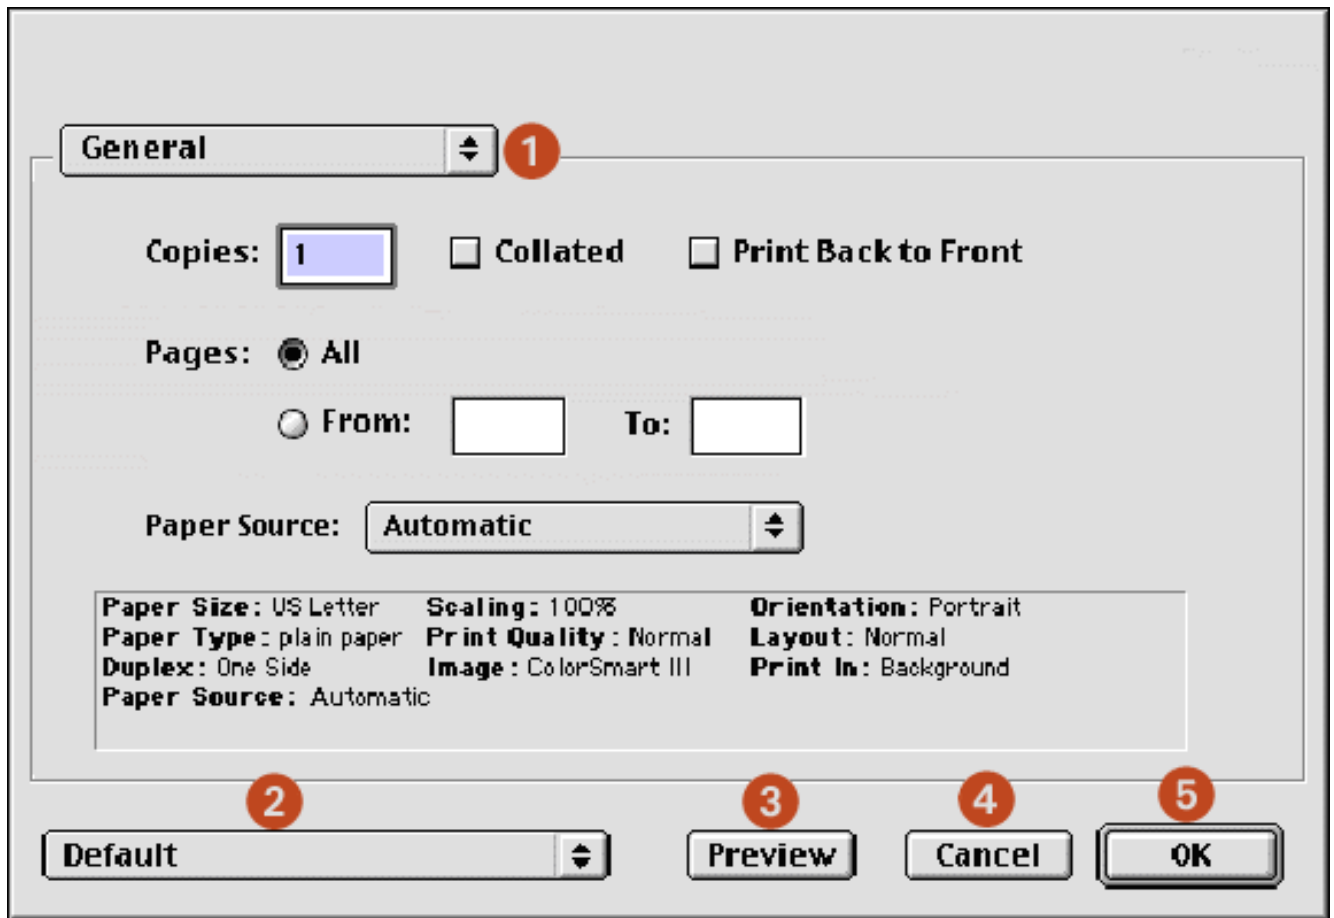 General 1
Copies: 1 Collated Print Back to Front
Pages: All
From: To:
Paper Source: Automatic
Paper Size: US Letter Scaling: 100% Orientation: Portrait
Paper Type: plain paper Print Quality: Normal Layout: Normal
Duplex: One Side Image: ColorSmart III Print In: Background
Paper Source: Automatic
2 3 4 5
Default Preview Cancel OK